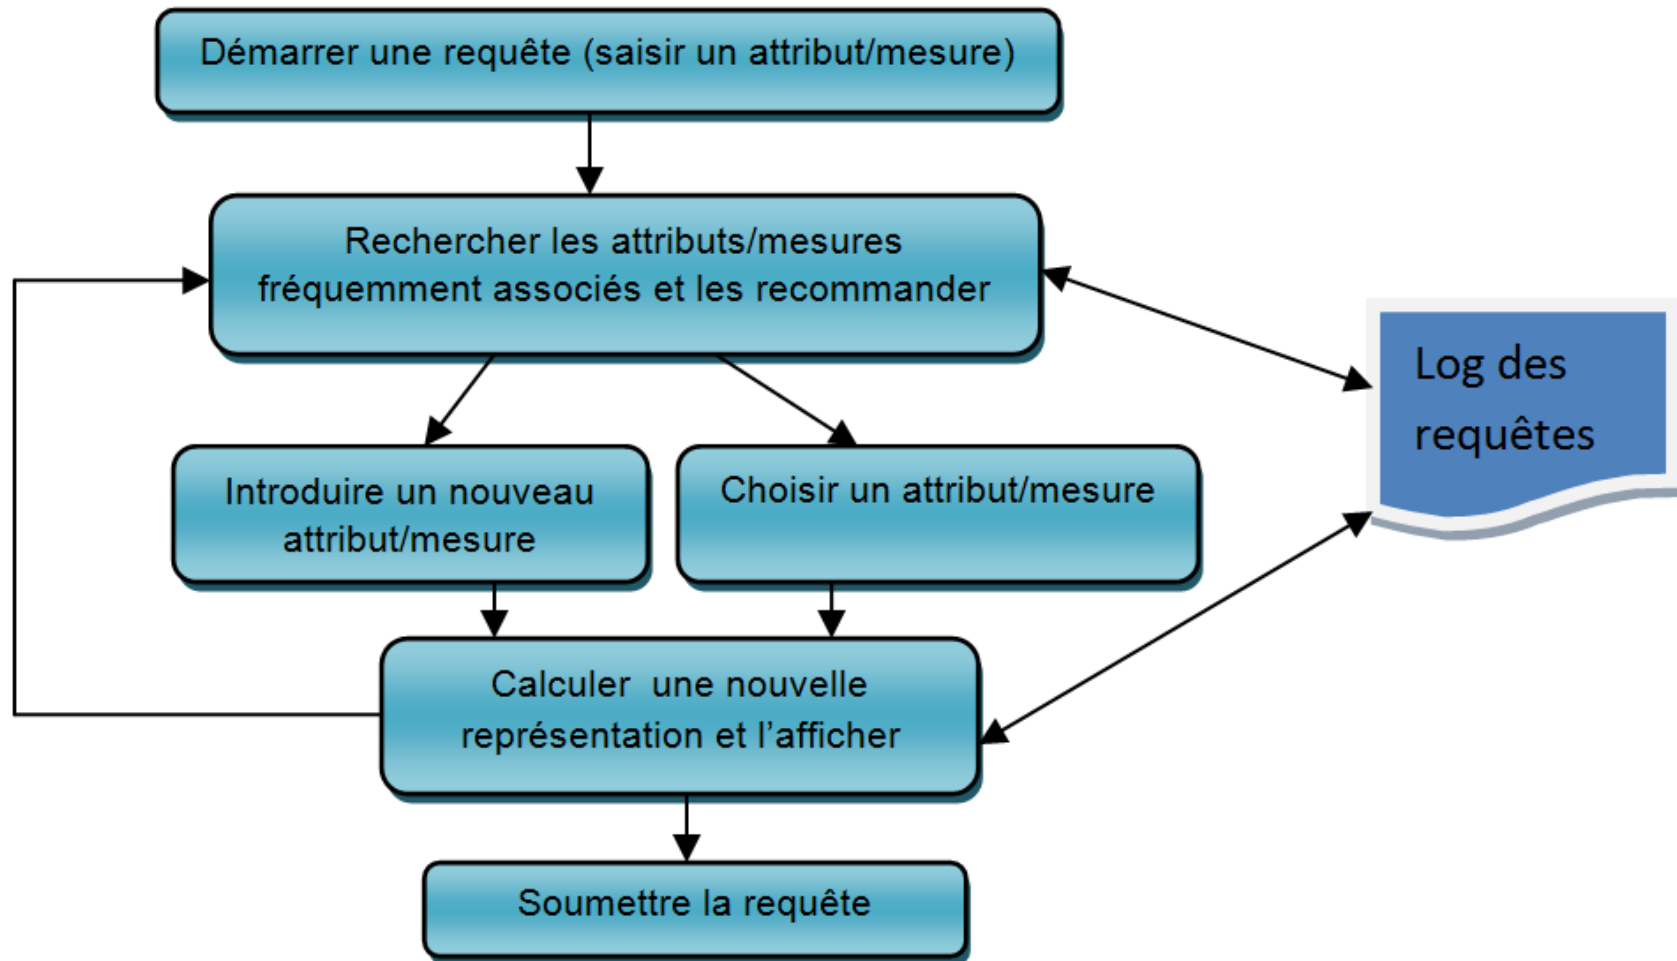 Démarrer une requête (saisir un attribut/mesure)
Rechercher les attributs/mesures
fréquemment associés et les recommander
Log des
requêtes
Introduire un nouveau
attribut/mesure
Choisir un attribut/mesure
Calculer  une nouvelle
représentation et l’afficher
Soumettre la requête